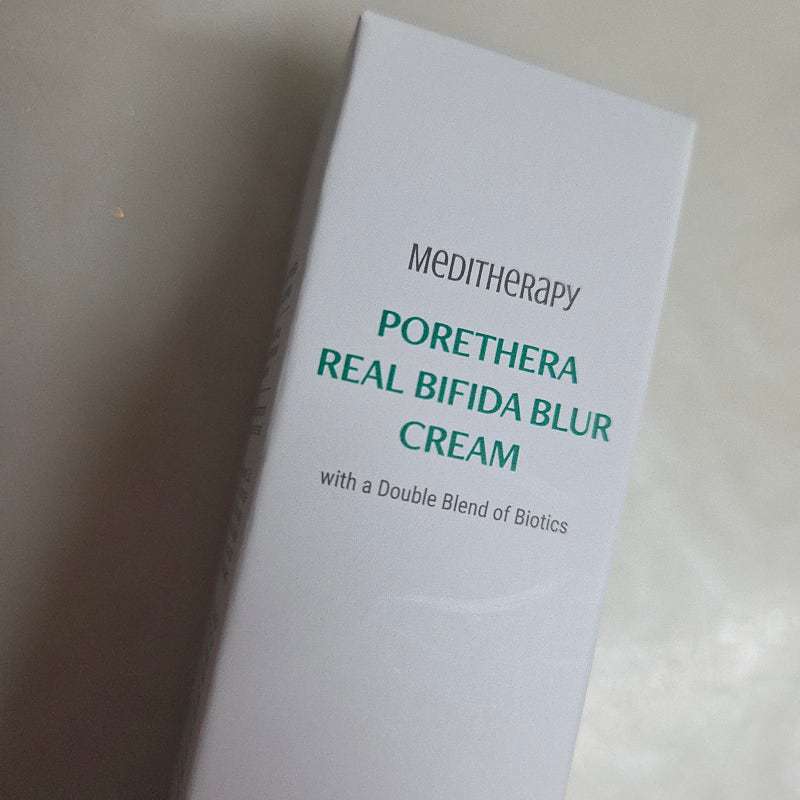 MEDITHERAPY
PORETHERA
REAL BIFIDA BLUR
CREAM
with a Double Blend of Biotics